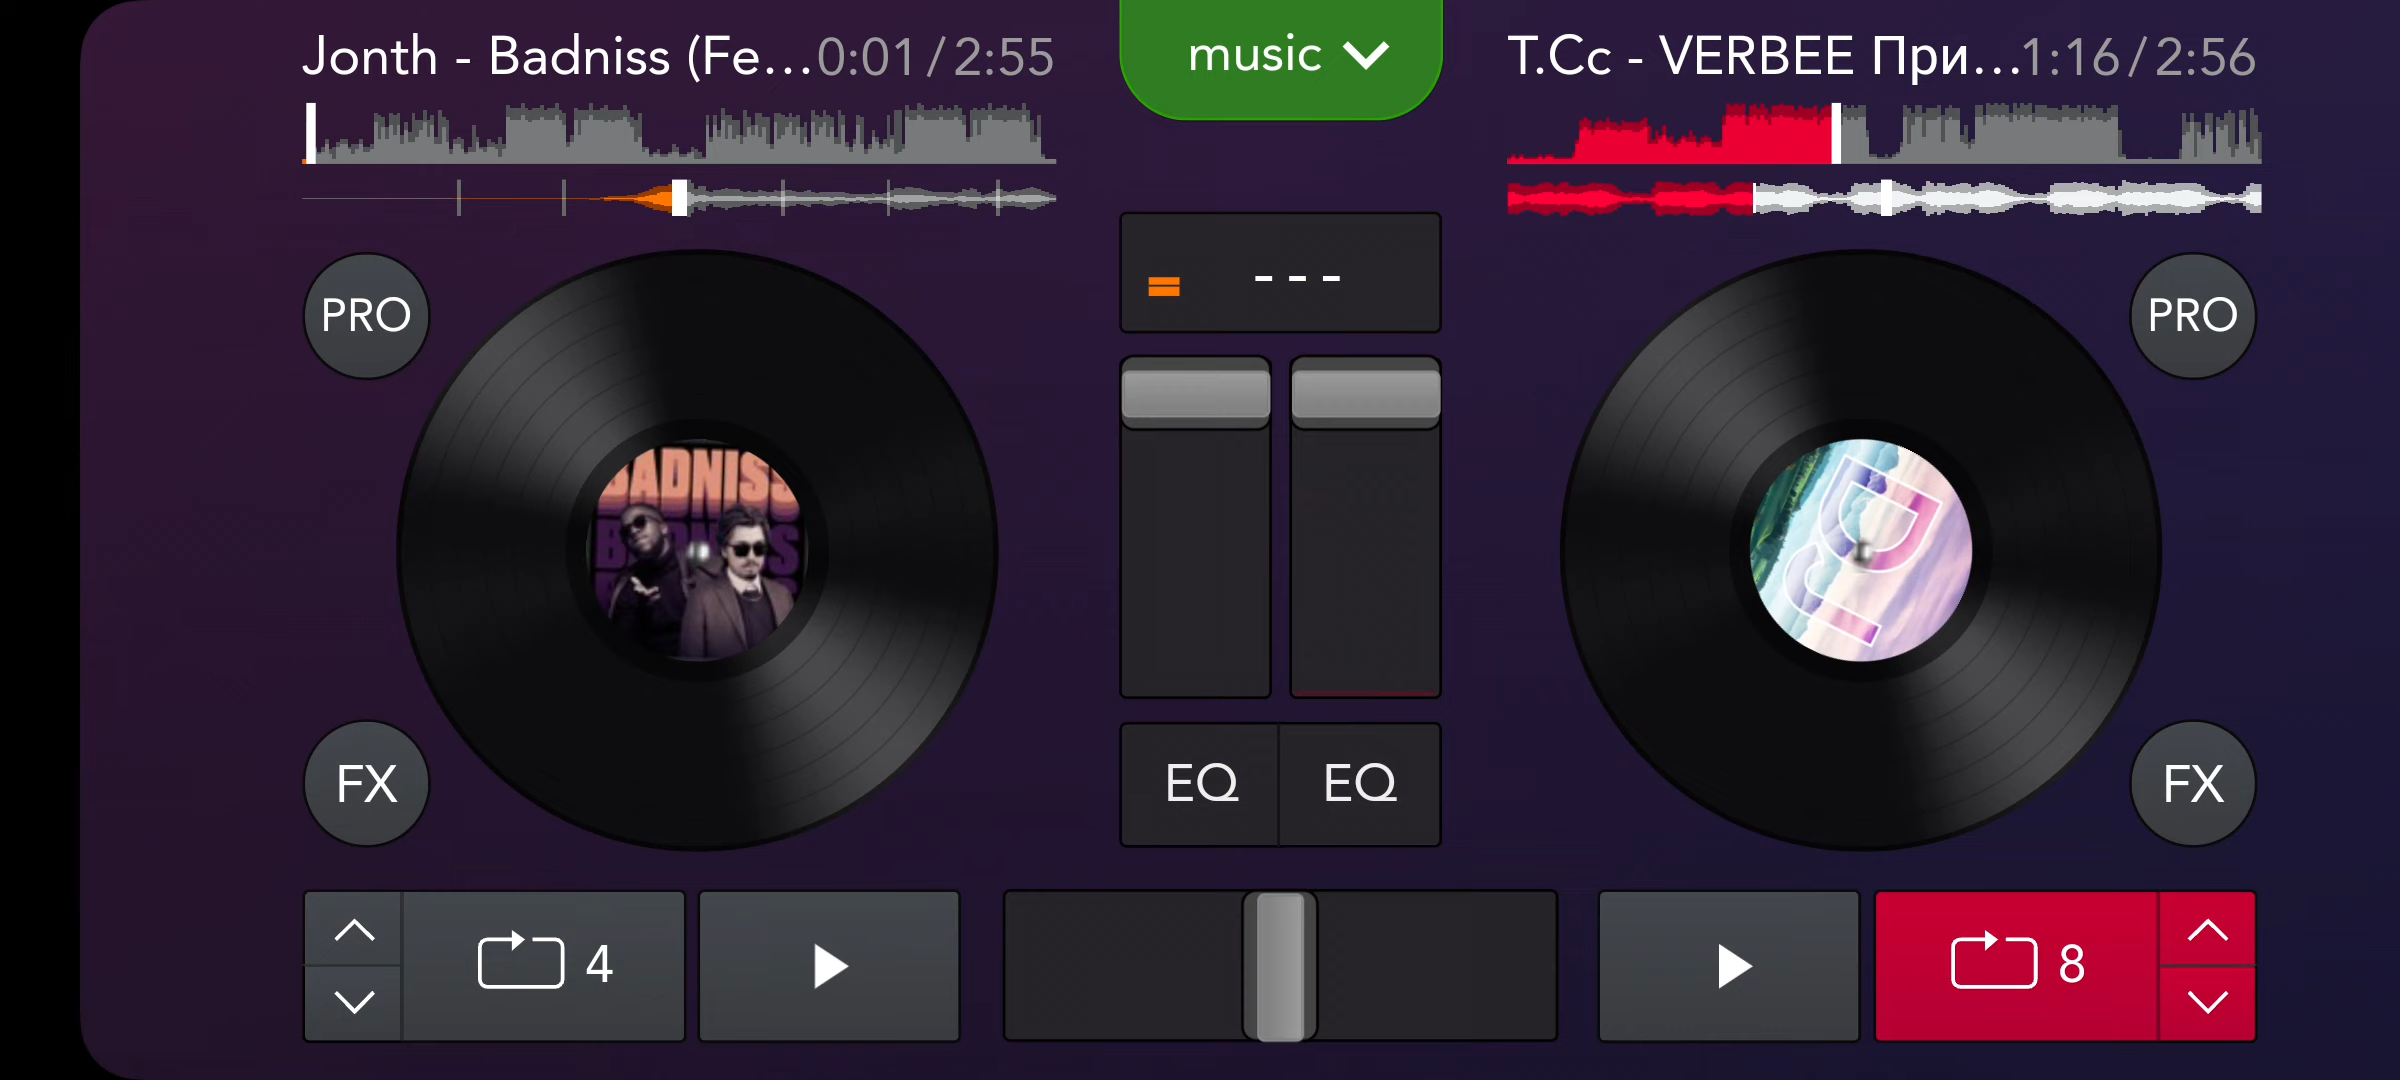 Jonth - Badniss (Fe... 0:01 / 2:55
music
T.Cc - VERBEE При... 1:16 / 2:56
- - -
PRO
PRO
BADNISS
FX
EQ
EQ
FX
4
8